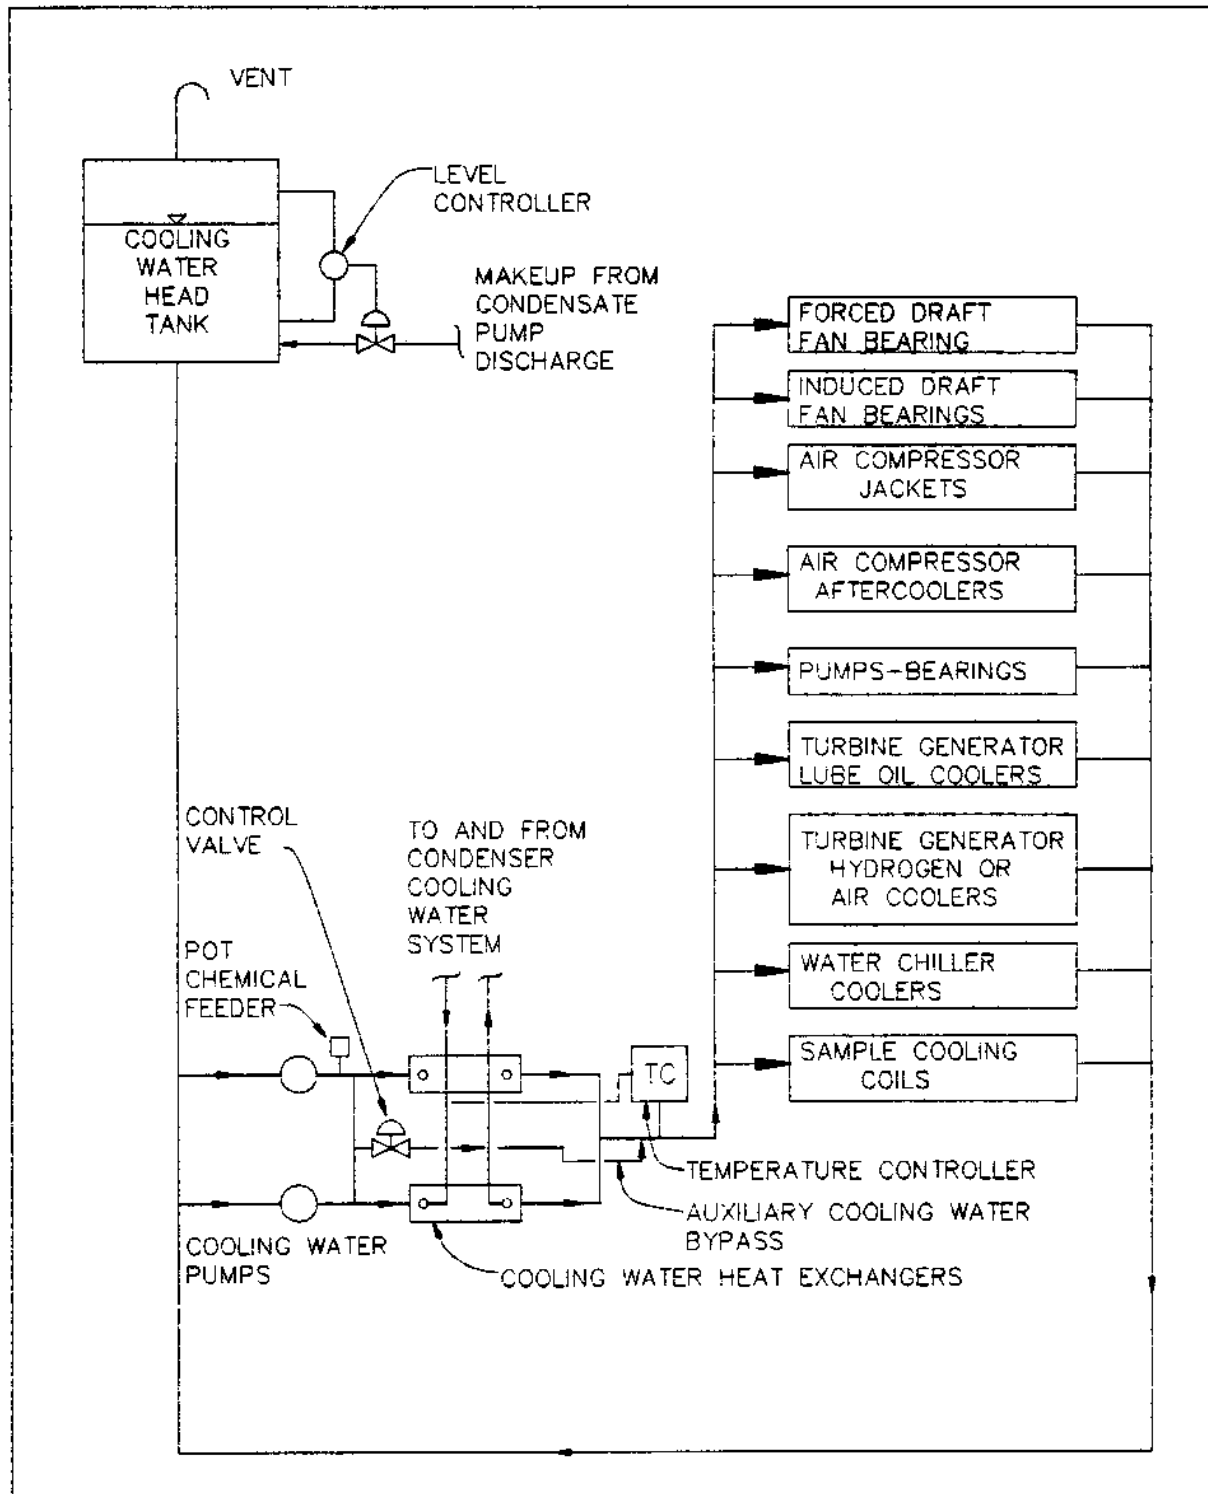 VENT
LEVEL
CONTROLLER
COOLING
WATER
HEAD
TANK
MAKEUP FROM
CONDENSATE
PUMP
DISCHARGE
FORCED DRAFT
FAN BEARING
INDUCED DRAFT
FAN BEARINGS
AIR COMPRESSOR
JACKETS
AIR COMPRESSOR
AFTERCOOLERS
PUMPS-BEARINGS
TURBINE GENERATOR
LUBE OIL COOLERS
TURBINE GENERATOR
HYDROGEN OR
AIR COOLERS
WATER CHILLER
COOLERS
SAMPLE COOLING
COILS
CONTROL
VALVE
TO AND FROM
CONDENSER
COOLING
WATER
SYSTEM
POT
CHEMICAL
FEEDER
TC
TEMPERATURE CONTROLLER
AUXILIARY COOLING WATER
BYPASS
COOLING WATER
PUMPS
COOLING WATER HEAT EXCHANGERS